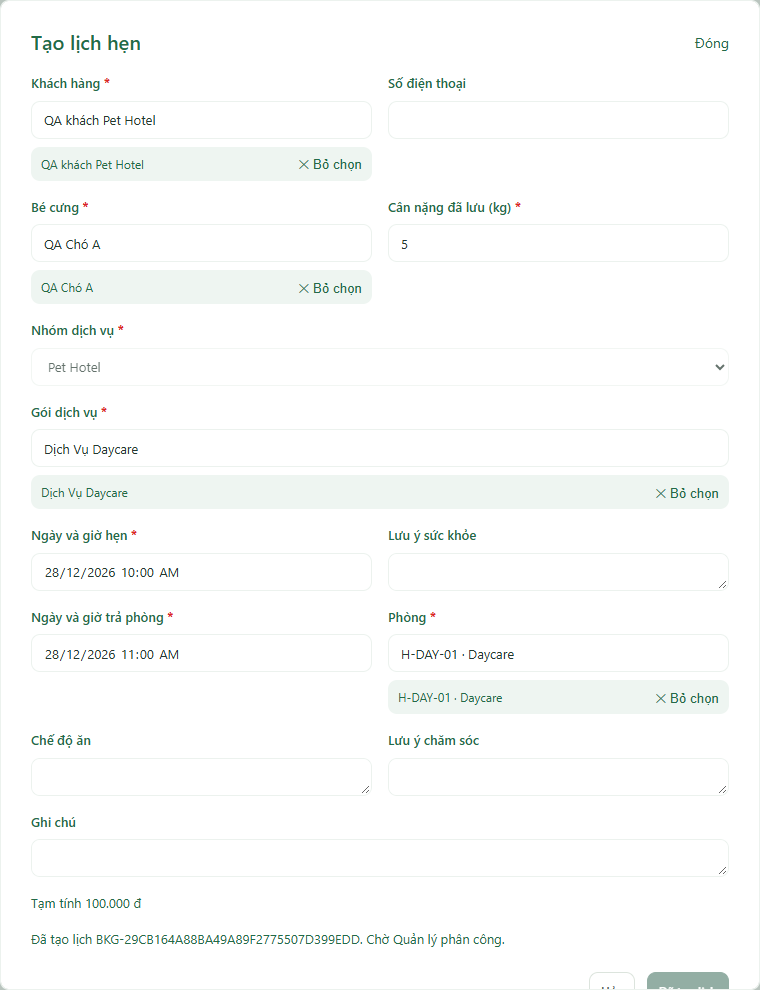 Tạo lịch hẹn
Đóng
Khách hàng *
Số điện thoại
QA khách Pet Hotel
QA khách Pet Hotel
Bỏ chọn
Bé cưng *
Cân nặng đã lưu (kg) *
QA Chó A
5
QA Chó A
Bỏ chọn
Nhóm dịch vụ *
Pet Hotel
Gói dịch vụ *
Dịch Vụ Daycare
Dịch Vụ Daycare
Bỏ chọn
Ngày và giờ hẹn *
Lưu ý sức khỏe
28/12/2026 10:00 AM
Ngày và giờ trả phòng *
Phòng *
28/12/2026 11:00 AM
H-DAY-01 · Daycare
H-DAY-01 · Daycare
Bỏ chọn
Chế độ ăn
Lưu ý chăm sóc
Ghi chú
Tạm tính 100.000 đ
Đã tạo lịch BKG-29CB164A88BA49A89F2775507D399EDD. Chờ Quản lý phân công.